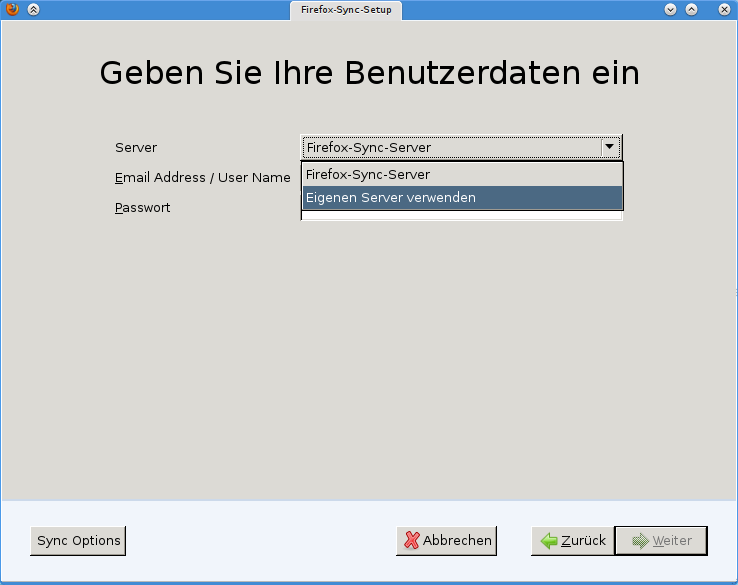 Firefox-Sync-Setup
Geben Sie Ihre Benutzerdaten ein
Server
Firefox-Sync-Server
Firefox-Sync-Server
Email Address / User Name
Eigenen Server verwenden
Passwort
Sync Options
Abbrechen
Zurück
Weiter